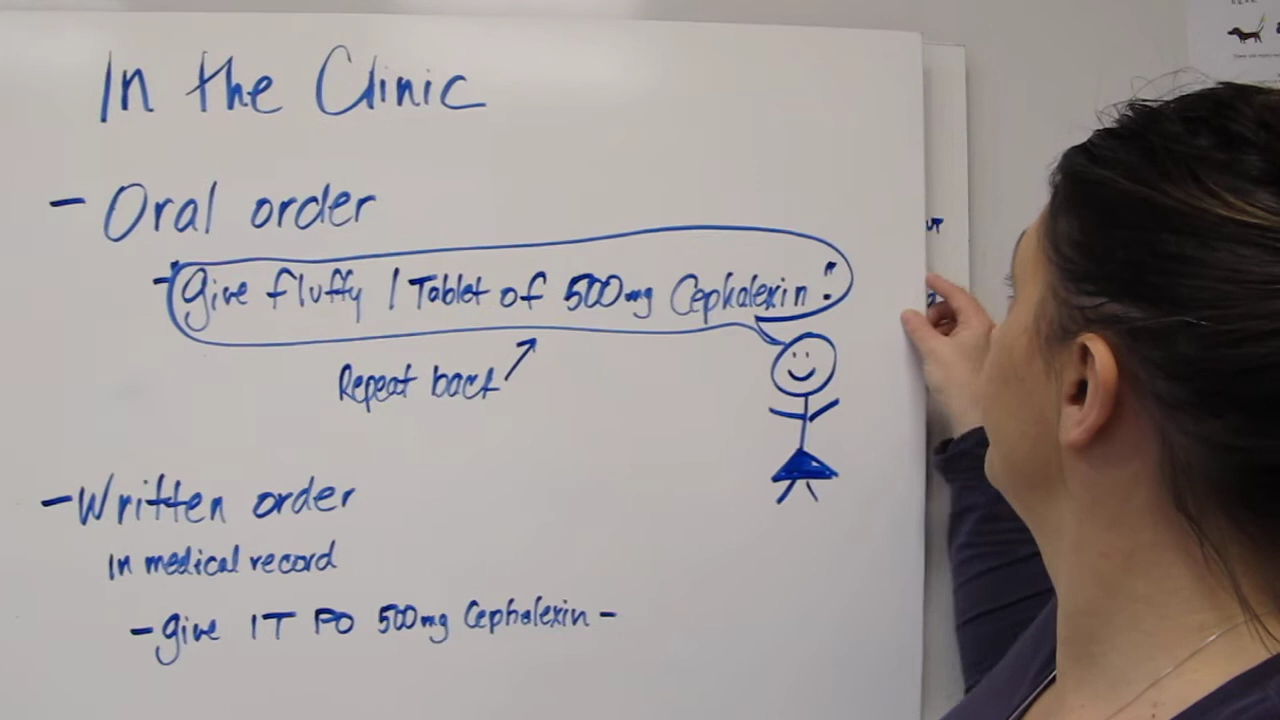 In the Clinic
- Oral order
- "Give fluffy 1 Tablet of 500mg Cephalexin."
Repeat back
- Written order
In medical record
- give 1T PO 500mg Cephalexin -